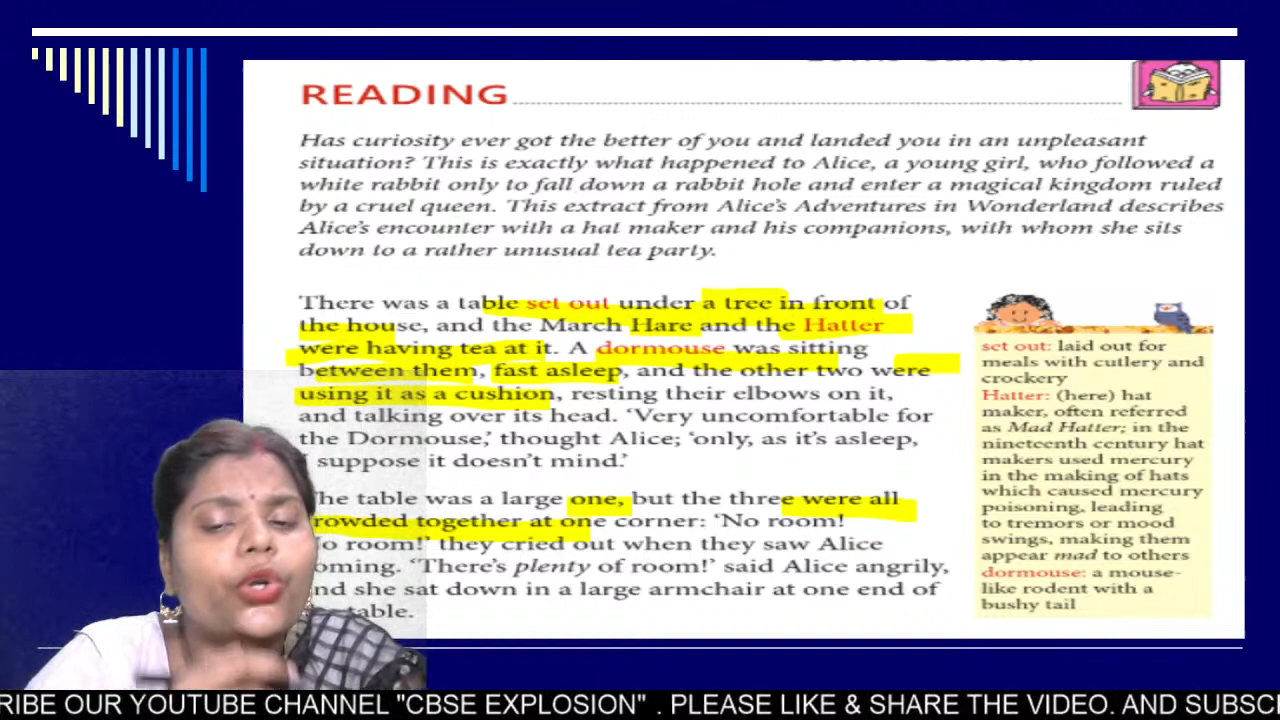 READING
Has curiosity ever got the better of you and landed you in an unpleasant
situation? This is exactly what happened to Alice, a young girl, who followed a
white rabbit only to fall down a rabbit hole and enter a magical kingdom ruled
by a cruel queen. This extract from Alice's Adventures in Wonderland describes
Alice's encounter with a hat maker and his companions, with whom she sits
down to a rather unusual tea party.
There was a table set out under a tree in front of
the house, and the March Hare and the Hatter
were having tea at it. A dormouse was sitting
between them, fast asleep, and the other two were
using it as a cushion, resting their elbows on it,
and talking over its head. 'Very uncomfortable for
the Dormouse,' thought Alice; 'only, as it's asleep,
suppose it doesn't mind.'
The table was a large one, but the three were all
rowded together at one corner: 'No room!
o room!' they cried out when they saw Alice
oming. 'There's plenty of room!' said Alice angrily,
nd she sat down in a large armchair at one end of
table.
set out: laid out for
meals with cutlery and
crockery
Hatter: (here) hat
maker, often referred
as Mad Hatter; in the
nineteenth century hat
makers used mercury
in the making of hats
which caused mercury
poisoning, leading
to tremors or mood
swings, making them
appear mad to others
dormouse: a mouse-
like rodent with a
bushy tail
RIBE OUR YOUTUBE CHANNEL "CBSE EXPLOSION" . PLEASE LIKE & SHARE THE VIDEO. AND SUBSC